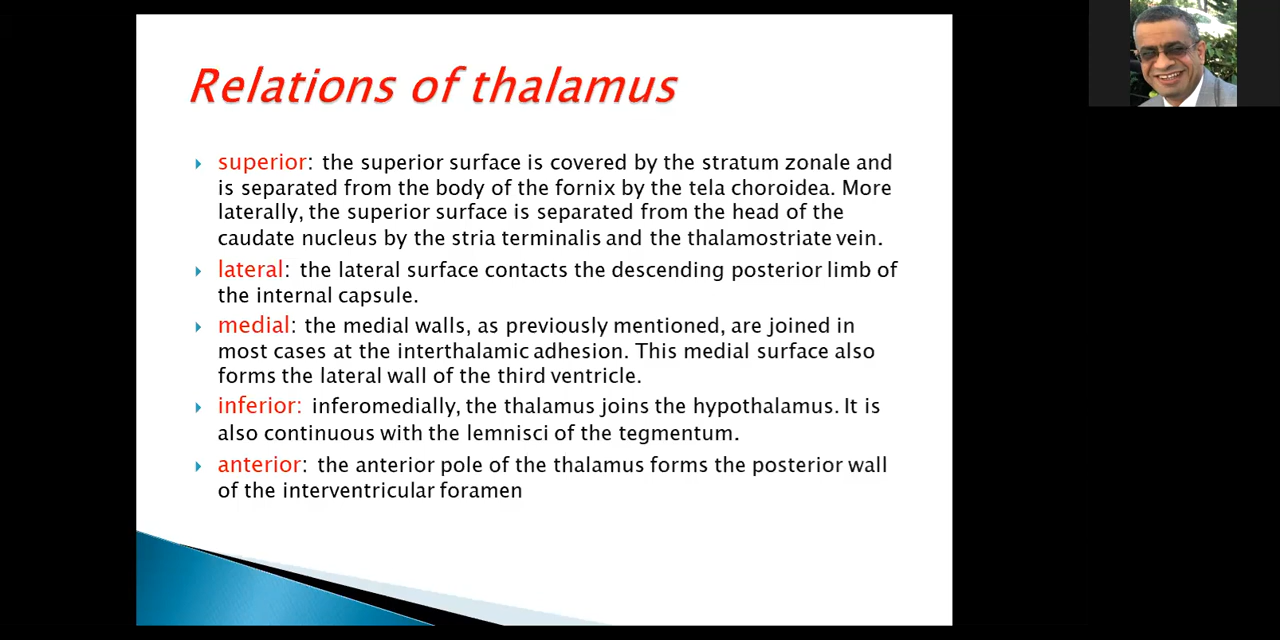 Relations of thalamus
superior: the superior surface is covered by the stratum zonale and
is separated from the body of the fornix by the tela choroidea. More
laterally, the superior surface is separated from the head of the
caudate nucleus by the stria terminalis and the thalamostriate vein.
lateral: the lateral surface contacts the descending posterior limb of
the internal capsule.
medial: the medial walls, as previously mentioned, are joined in
most cases at the interthalamic adhesion. This medial surface also
forms the lateral wall of the third ventricle.
inferior: inferomedially, the thalamus joins the hypothalamus. It is
also continuous with the lemnisci of the tegmentum.
anterior: the anterior pole of the thalamus forms the posterior wall
of the interventricular foramen